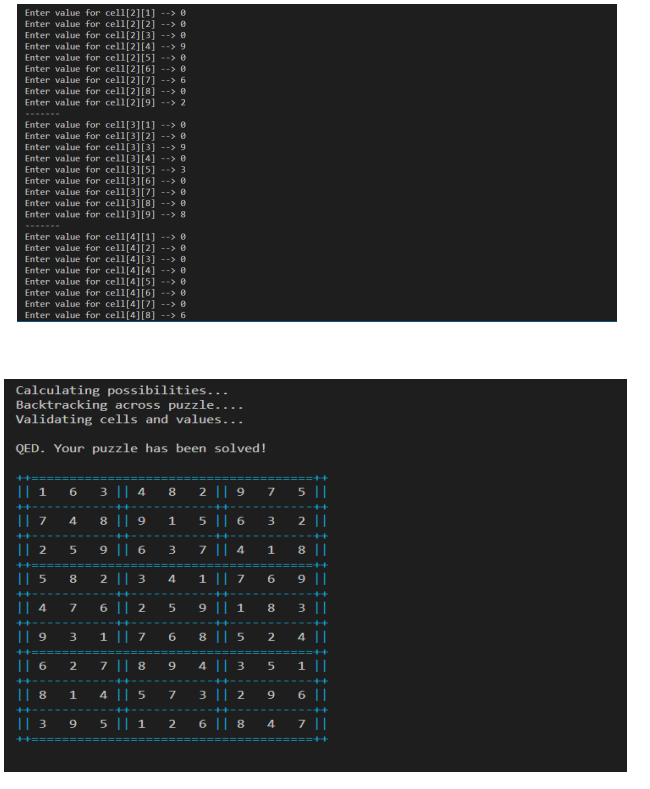 Enter value for cell[2][1] --> 0
Enter value for cell[2][2] --> 0
Enter value for cell[2][3] --> 0
Enter value for cell[2][4] --> 9
Enter value for cell[2][5] --> 0
Enter value for cell[2][6] --> 0
Enter value for cell[2][7] --> 6
Enter value for cell[2][8] --> 0
Enter value for cell[2][9] --> 2
-------
Enter value for cell[3][1] --> 0
Enter value for cell[3][2] --> 0
Enter value for cell[3][3] --> 9
Enter value for cell[3][4] --> 0
Enter value for cell[3][5] --> 3
Enter value for cell[3][6] --> 0
Enter value for cell[3][7] --> 0
Enter value for cell[3][8] --> 0
Enter value for cell[3][9] --> 8
-------
Enter value for cell[4][1] --> 0
Enter value for cell[4][2] --> 0
Enter value for cell[4][3] --> 0
Enter value for cell[4][4] --> 0
Enter value for cell[4][5] --> 0
Enter value for cell[4][6] --> 0
Enter value for cell[4][7] --> 0
Enter value for cell[4][8] --> 6
Calculating possibilities...
Backtracking across puzzle....
Validating cells and values...
QED. Your puzzle has been solved!
|| 1 6 3 || 4 8 2 || 9 7 5 ||
|| 7 4 8 || 9 1 5 || 6 3 2 ||
|| 2 5 9 || 6 3 7 || 4 1 8 ||
|| 5 8 2 || 3 4 1 || 7 6 9 ||
|| 4 7 6 || 2 5 9 || 1 8 3 ||
|| 9 3 1 || 7 6 8 || 5 2 4 ||
|| 6 2 7 || 8 9 4 || 3 5 1 ||
|| 8 1 4 || 5 7 3 || 2 9 6 ||
|| 3 9 5 || 1 2 6 || 8 4 7 ||